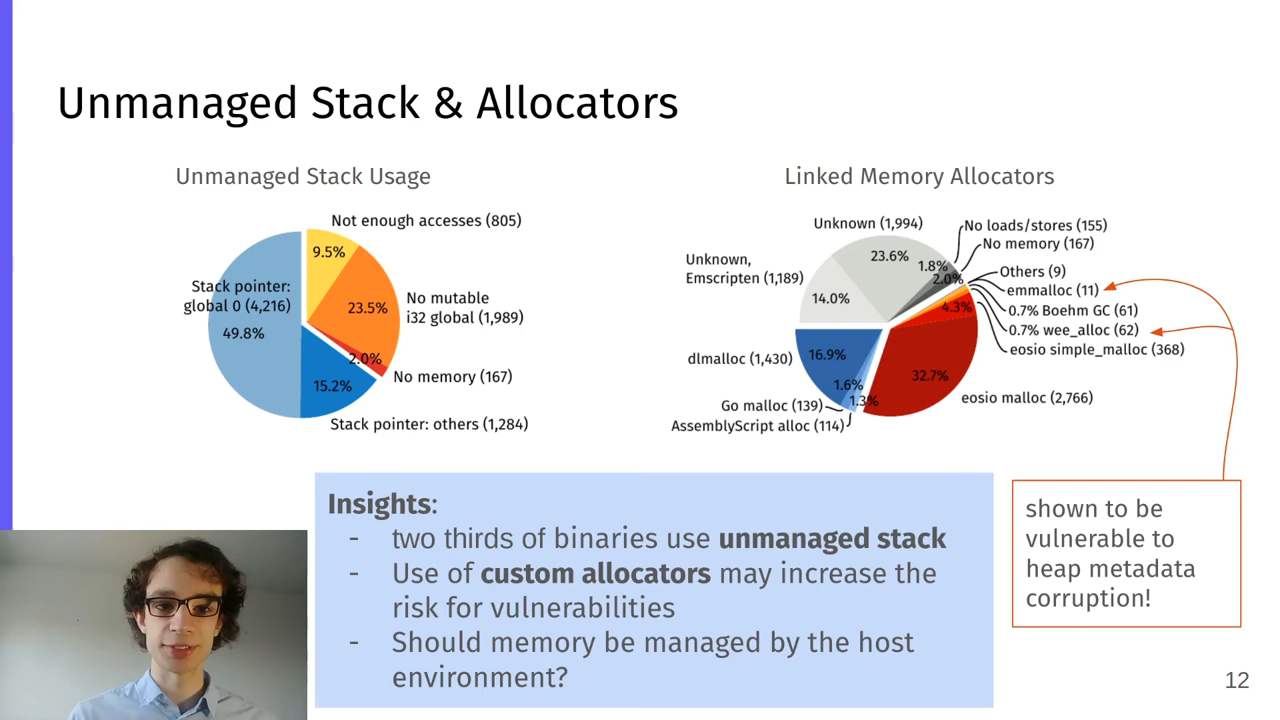 Unmanaged Stack & Allocators
Unmanaged Stack Usage
Not enough accesses (805)
9.5%
Stack pointer:
global 0 (4,216)
49.8%
23.5%
No mutable
i32 global (1,989)
2.0%
No memory (167)
15.2%
Stack pointer: others (1,284)
Linked Memory Allocators
Unknown (1,994)
23.6%
No loads/stores (155)
1.8%
No memory (167)
2.0%
Unknown,
Emscripten (1,189)
14.0%
Others (9)
emmalloc (11)
0.7% Boehm GC (61)
0.7% wee_alloc (62)
4.3%
eosio simple_malloc (368)
dlmalloc (1,430)
16.9%
32.7%
eosio malloc (2,766)
1.6%
Go malloc (139)
1.3%
AssemblyScript alloc (114)
Insights:
- two thirds of binaries use unmanaged stack
- Use of custom allocators may increase the
risk for vulnerabilities
- Should memory be managed by the host
environment?
shown to be
vulnerable to
heap metadata
corruption!
12